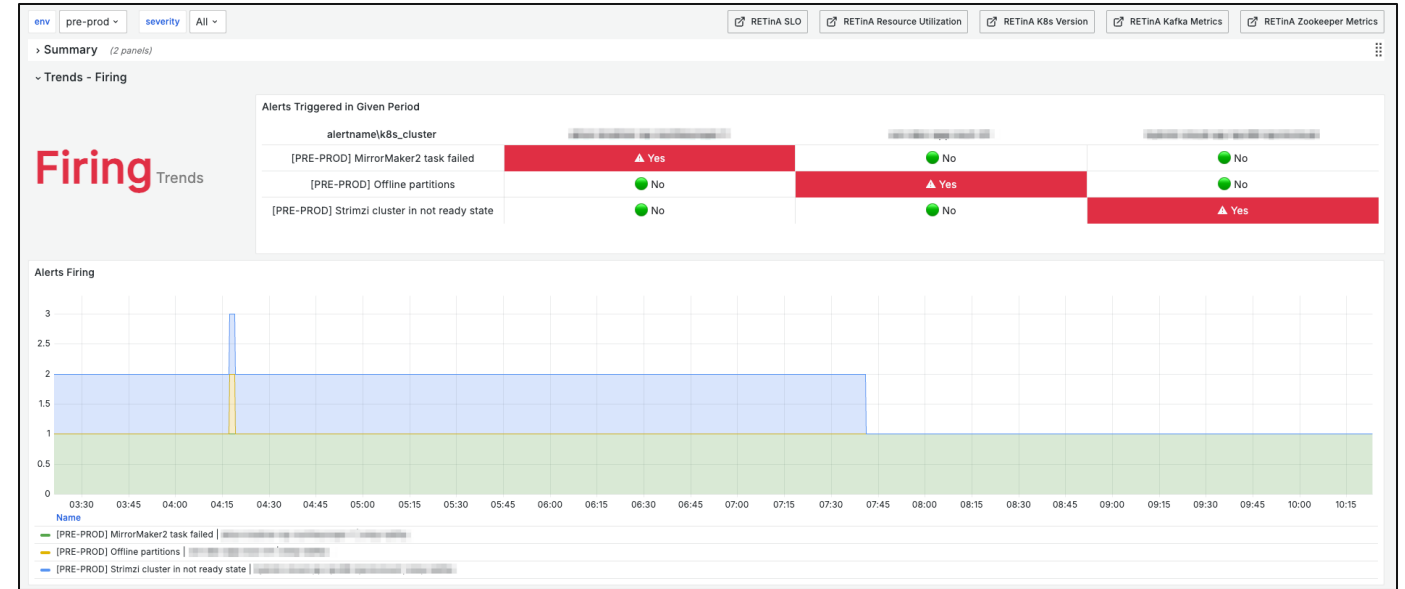 env pre-prod severity All RETinA SLO RETinA Resource Utilization RETinA K8s Version RETinA Kafka Metrics RETinA Zookeeper Metrics
Summary (2 panels)
Trends - Firing
Firing Trends
Alerts Triggered in Given Period
alertname\k8s_cluster
[PRE-PROD] MirrorMaker2 task failed Yes No No
[PRE-PROD] Offline partitions No Yes No
[PRE-PROD] Strimzi cluster in not ready state No No Yes
Alerts Firing
3
2.5
2
1.5
1
0.5
0
03:30 03:45 04:00 04:15 04:30 04:45 05:00 05:15 05:30 05:45 06:00 06:15 06:30 06:45 07:00 07:15 07:30 07:45 08:00 08:15 08:30 08:45 09:00 09:15 09:30 09:45 10:00 10:15
Name
[PRE-PROD] MirrorMaker2 task failed |
[PRE-PROD] Offline partitions |
[PRE-PROD] Strimzi cluster in not ready state |